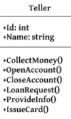 Teller
+Id: int
+Name: string
+CollectMoney()
+OpenAccount()
+CloseAccount()
+LoanRequest()
+ProvideInfo()
+IssueCard()